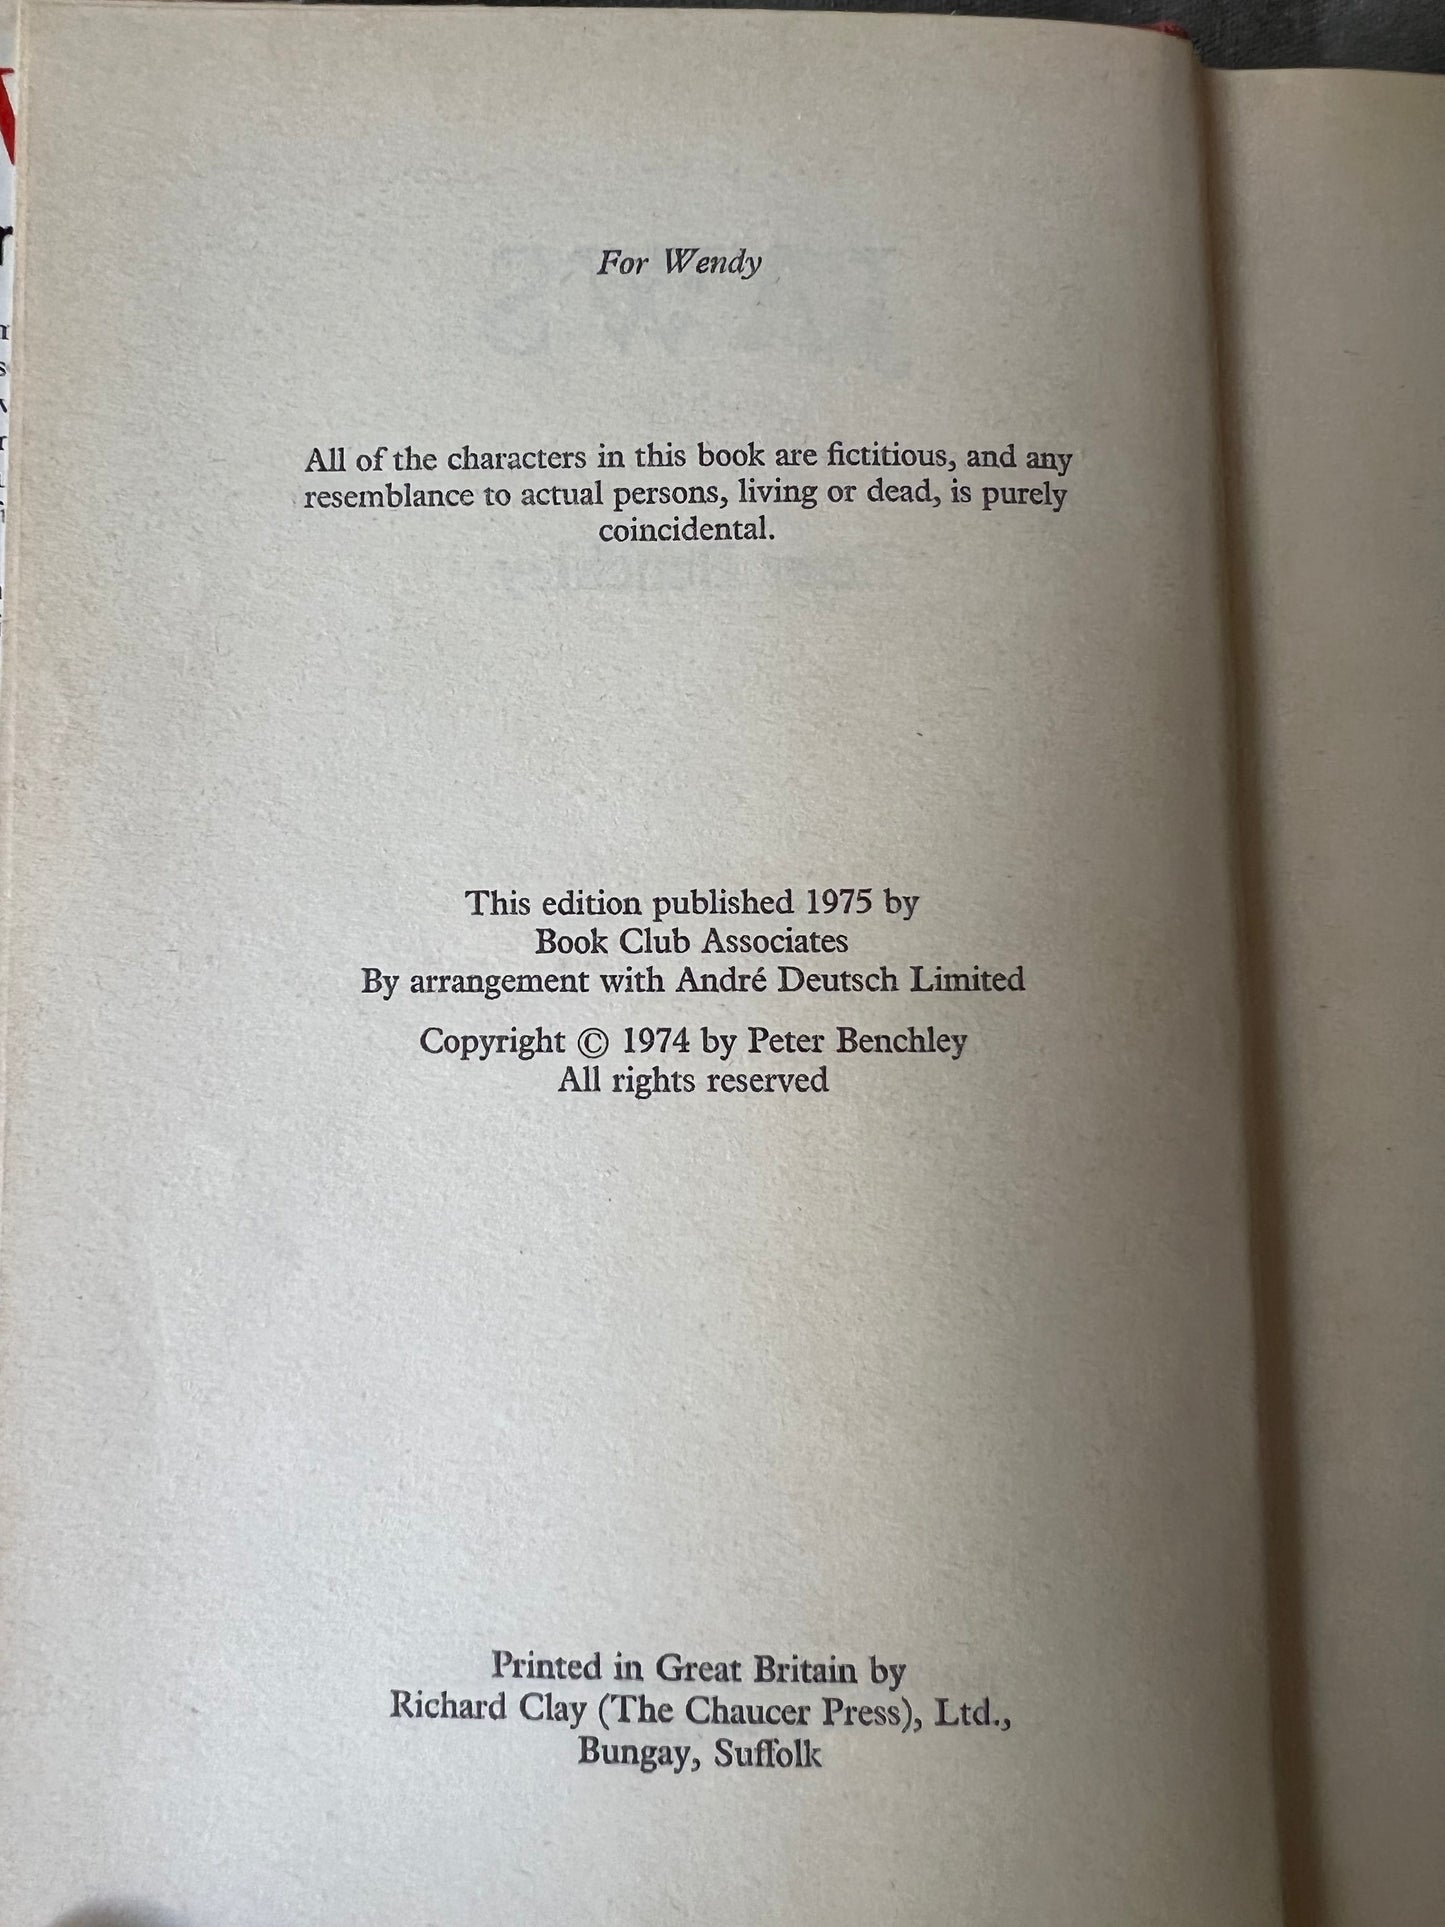 For Wendy
All of the characters in this book are fictitious, and any
resemblance to actual persons, living or dead, is purely
coincidental.
This edition published 1975 by
Book Club Associates
By arrangement with André Deutsch Limited
Copyright © 1974 by Peter Benchley
All rights reserved
Printed in Great Britain by
Richard Clay (The Chaucer Press), Ltd.,
Bungay, Suffolk